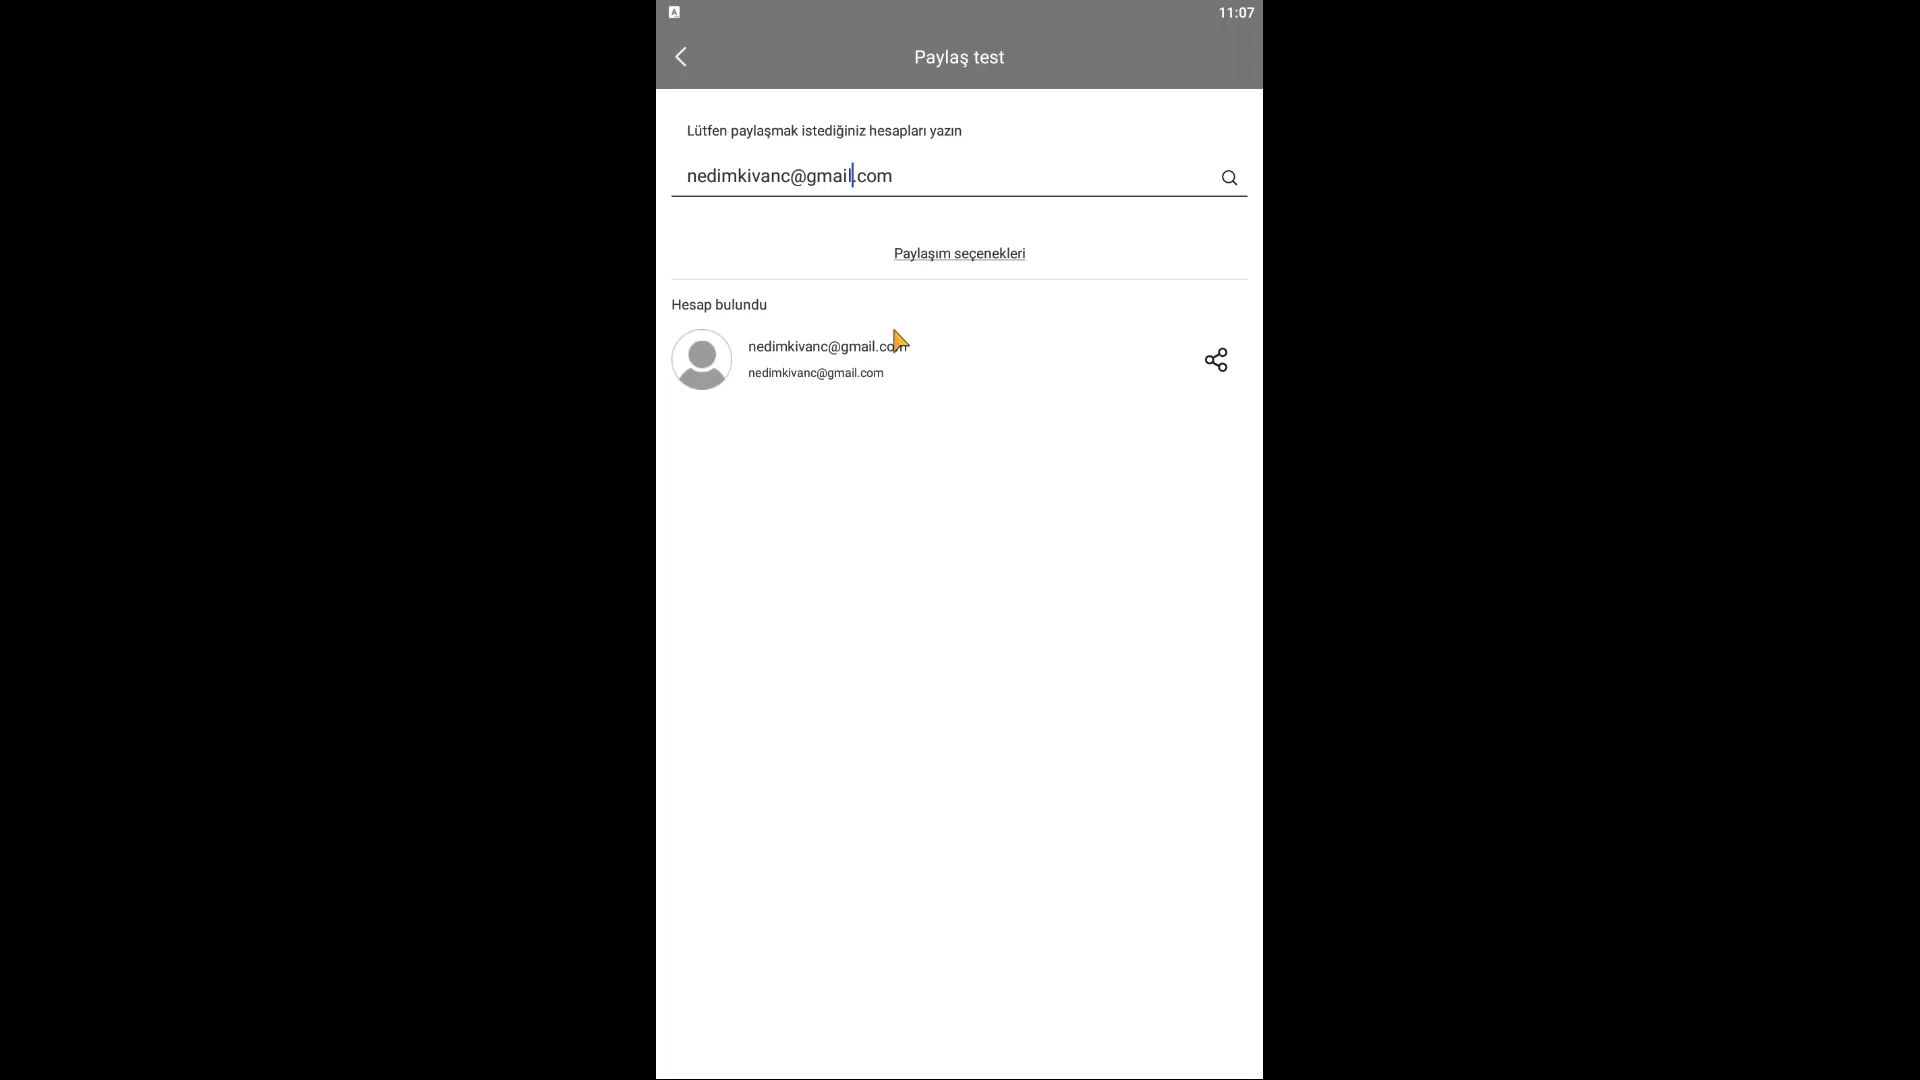 A
11:07
Paylaş test
Lütfen paylaşmak istediğiniz hesapları yazın
nedimkivanc@gmail.com
Paylaşım seçenekleri
Hesap bulundu
nedimkivanc@gmail.com
nedimkivanc@gmail.com